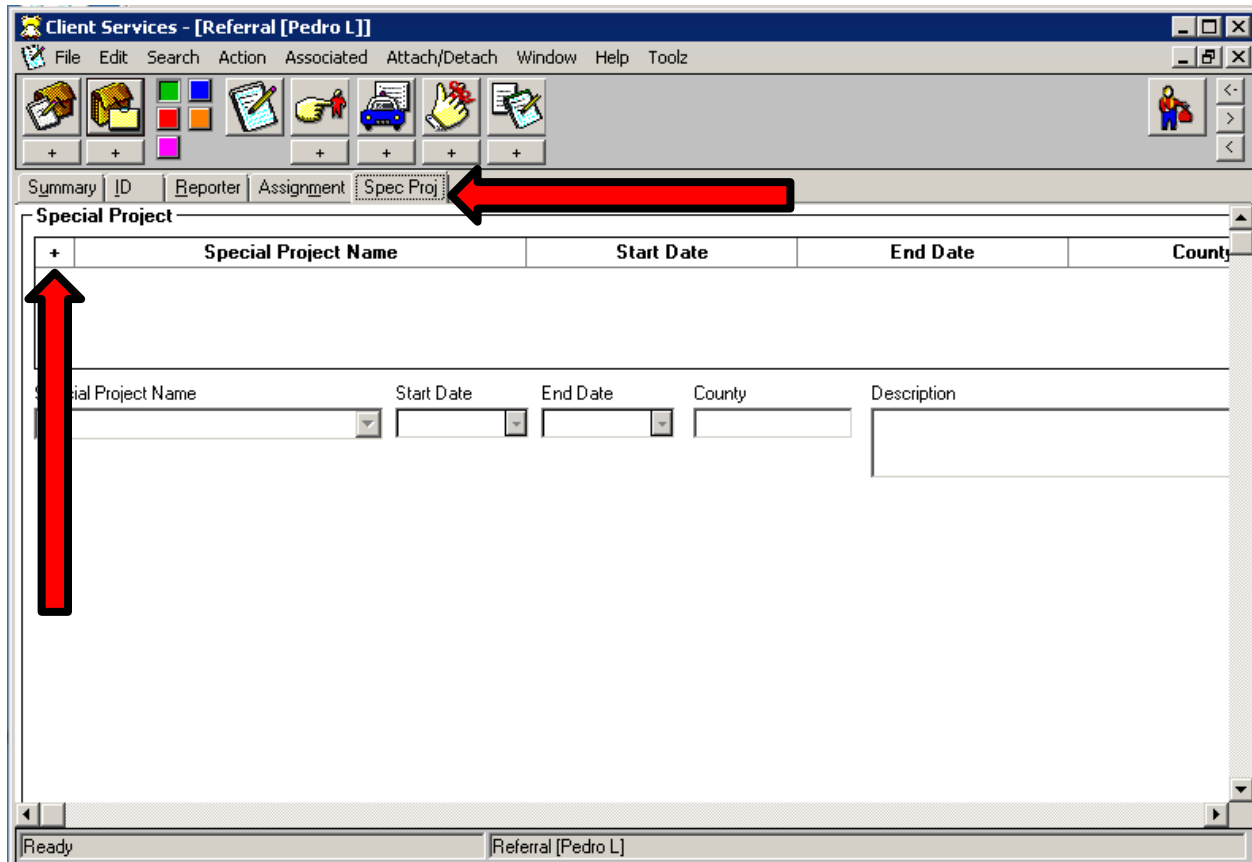 Client Services - [Referral [Pedro L]]
File Edit Search Action Associated Attach/Detach Window Help Toolz
+ + + + + +
<-
>
<
Summary ID Reporter Assignment Spec Proj
Special Project
+ Special Project Name Start Date End Date County
Project Name Start Date End Date County Description
Ready Referral [Pedro L]